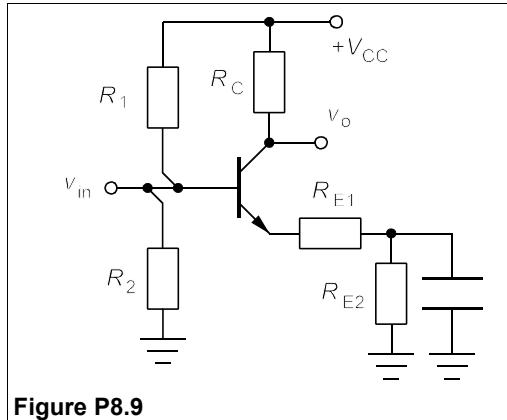 +V_CC
R_1
R_C
v_o
v_in
R_E1
R_2
R_E2
Figure P8.9